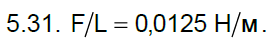 5.31. F/L = 0,0125 Н/м.